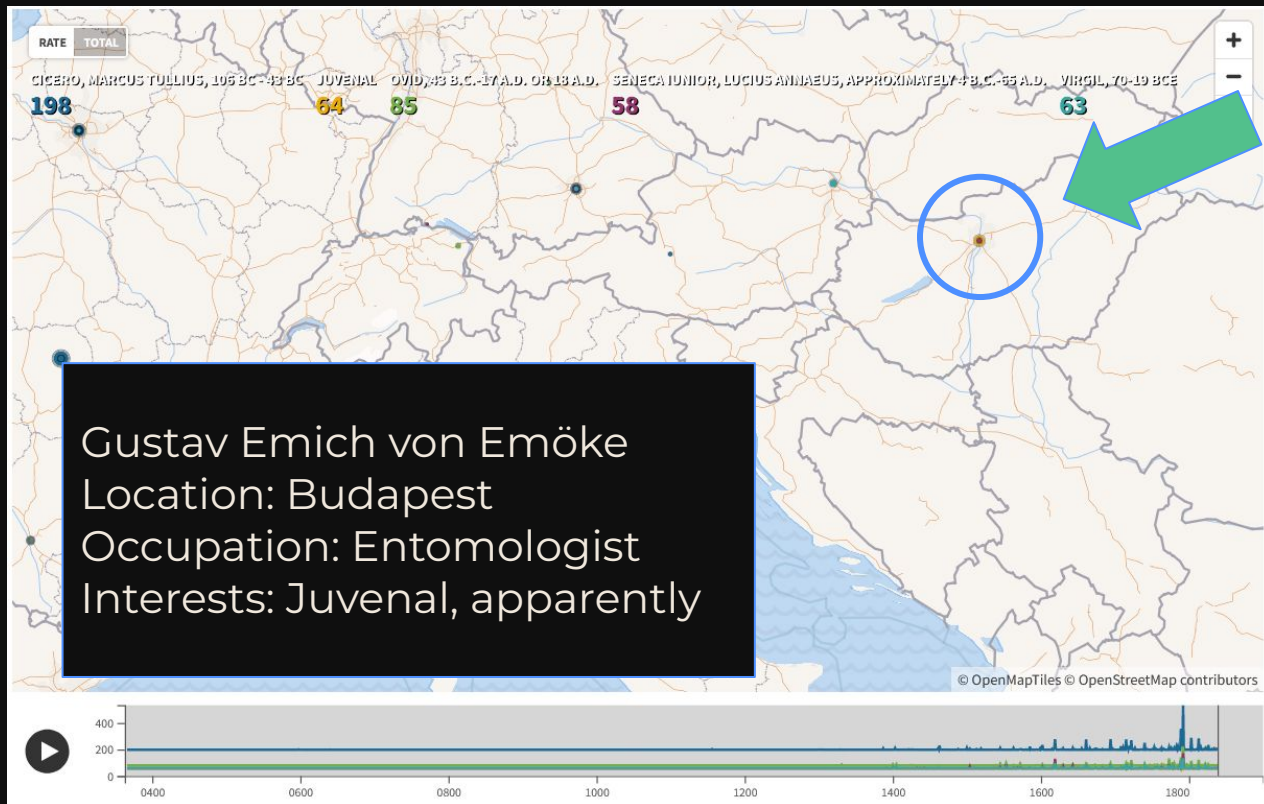 RATE TOTAL
CICERO, MARCUS TULLIUS, 106 BC - 43 BC JUVENAL OVID, 43 B.C.-17 A.D. OR 18 A.D. SENECA IUNIOR, LUCIUS ANNAEUS, APPROXIMATELY 4 B.C.-65 A.D. VIRGIL, 70-19 BCE
198 64 85 58 63
+
−
Gustav Emich von Emöke
Location: Budapest
Occupation: Entomologist
Interests: Juvenal, apparently
© OpenMapTiles © OpenStreetMap contributors
400
200
0
0400 0600 0800 1000 1200 1400 1600 1800